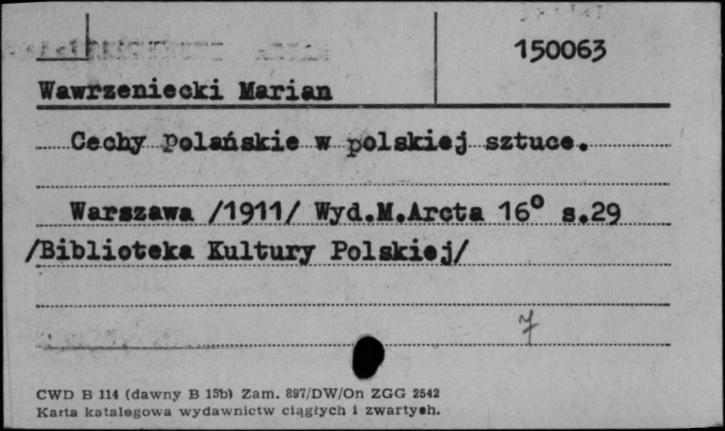 150063
Wawrzeniecki Marian
Cechy polańskie w polskiej sztuce.
Warszawa /1911/ Wyd.M.Arcta 16° s.29
/Biblioteka Kultury Polskiej/
7
CWD B 114 (dawny B 15b) Zam. 897/DW/On ZGG 2542
Karta katalogowa wydawnictw ciągłych i zwartych.